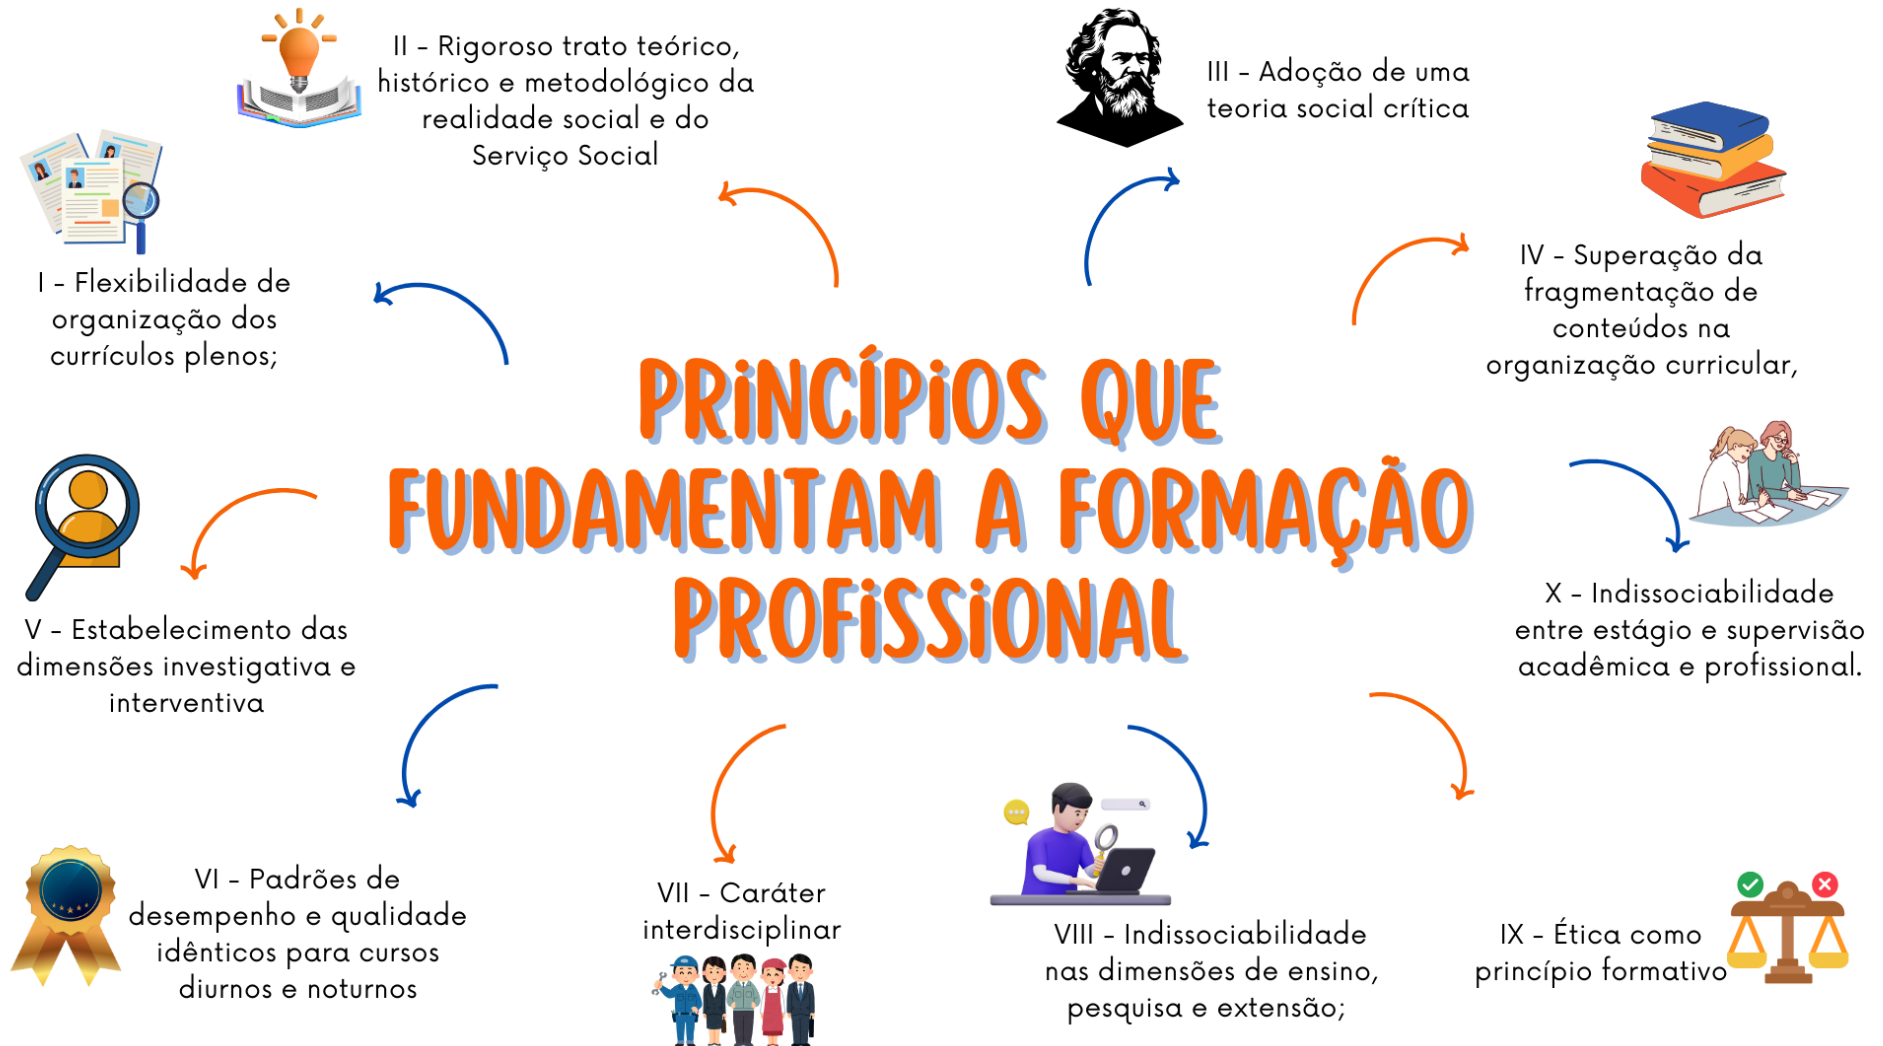 II - Rigoroso trato teórico,
histórico e metodológico da
realidade social e do
Serviço Social
III - Adoção de uma
teoria social crítica
I - Flexibilidade de
organização dos
currículos plenos;
IV - Superação da
fragmentação de
conteúdos na
organização curricular,
PRINCÍPIOS QUE
FUNDAMENTAM A FORMAÇÃO
PROFISSIONAL
V - Estabelecimento das
dimensões investigativa e
interventiva
X - Indissociabilidade
entre estágio e supervisão
acadêmica e profissional.
VI - Padrões de
desempenho e qualidade
idênticos para cursos
diurnos e noturnos
VII - Caráter
interdisciplinar
VIII - Indissociabilidade
nas dimensões de ensino,
pesquisa e extensão;
IX - Ética como
princípio formativo